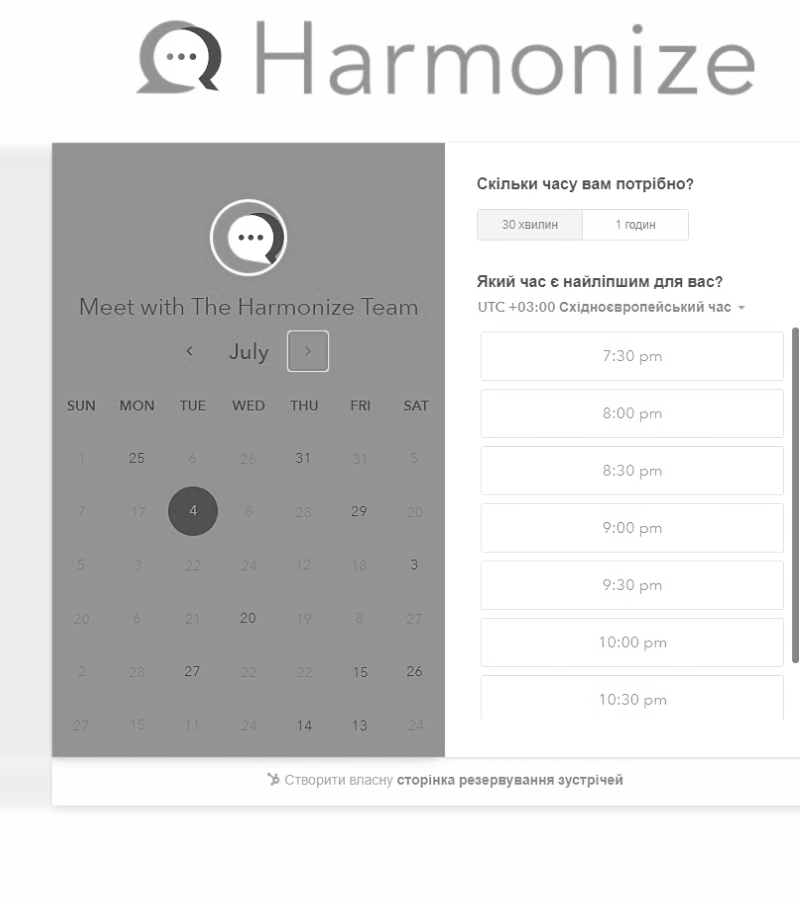 Harmonize
Meet with The Harmonize Team
July
SUN MON TUE WED THU FRI SAT
1 25 6 26 31 31 5
7 17 4 8 28 29 20
5 3 22 24 12 18 3
20 6 21 20 19 8 27
2 28 27 22 22 15 26
27 15 11 24 14 13 24
Скільки часу вам потрібно?
30 хвилин 1 годин
Який час є найліпшим для вас?
UTC +03:00 Східноєвропейський час
7:30 pm
8:00 pm
8:30 pm
9:00 pm
9:30 pm
10:00 pm
10:30 pm
Створити власну сторінка резервування зустрічей